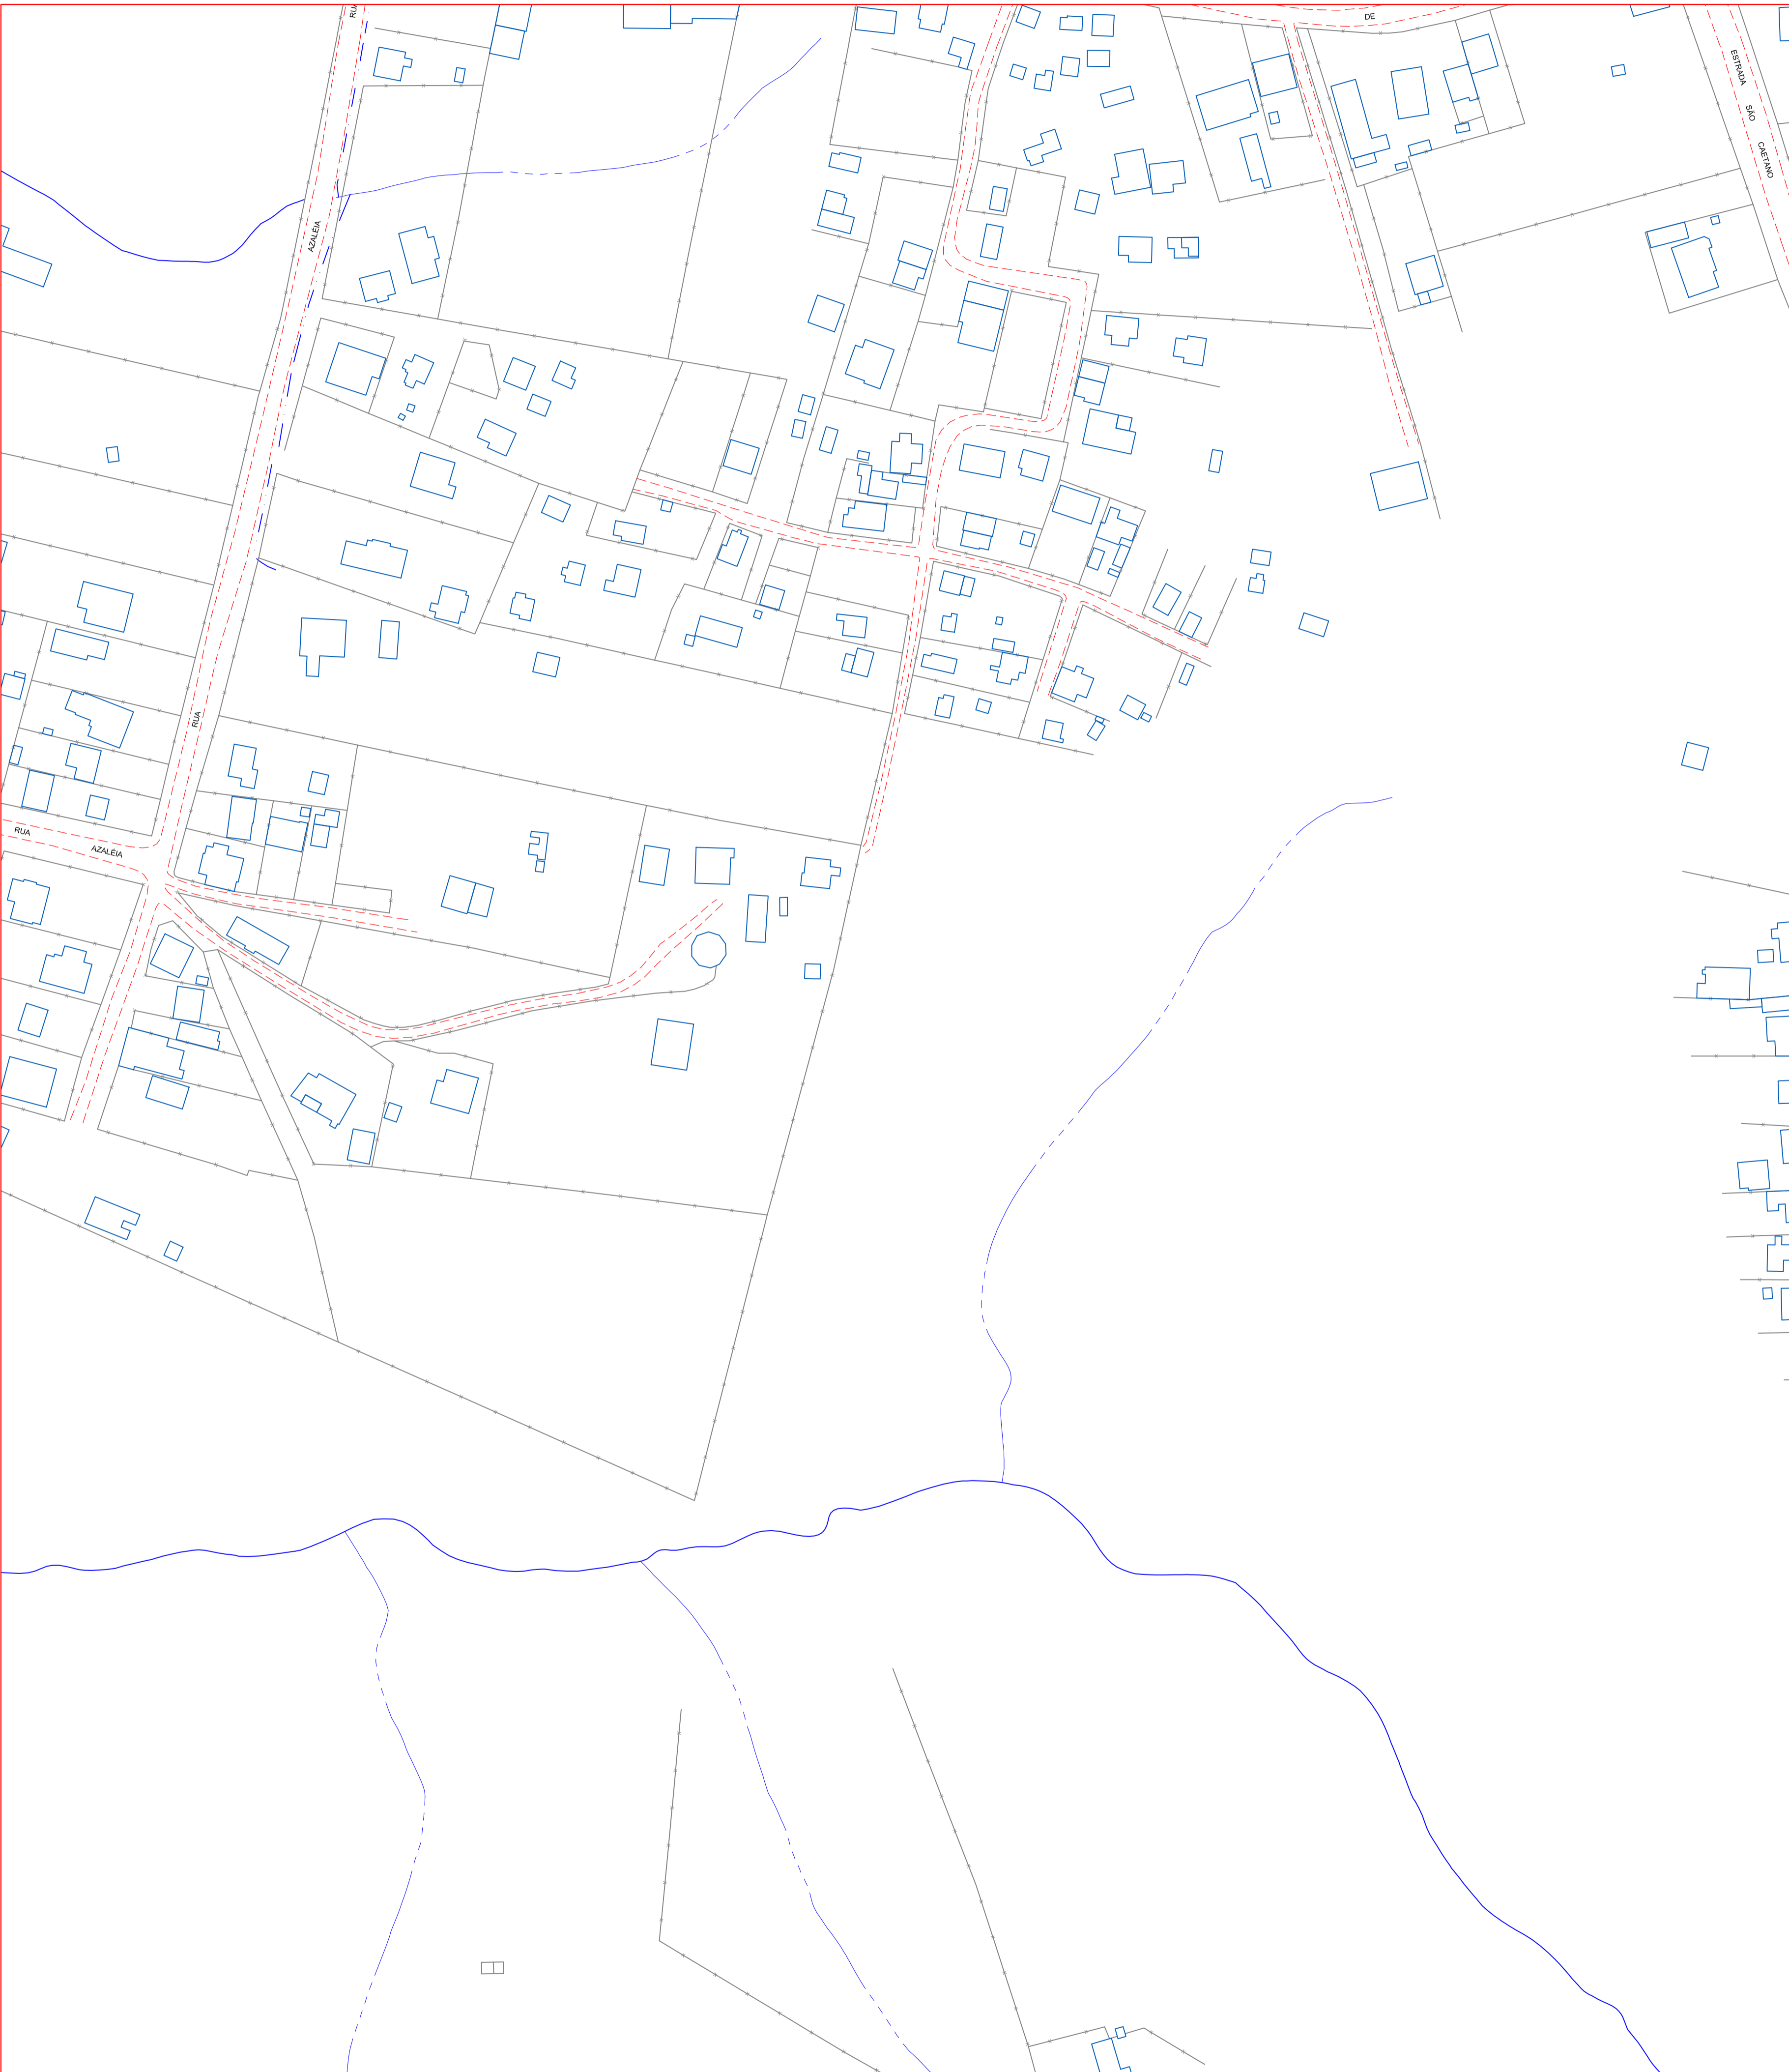 RUA
DE
ESTRADA
SÃO
CAETANO
AZALÉIA
RUA
RUA
AZALÉIA